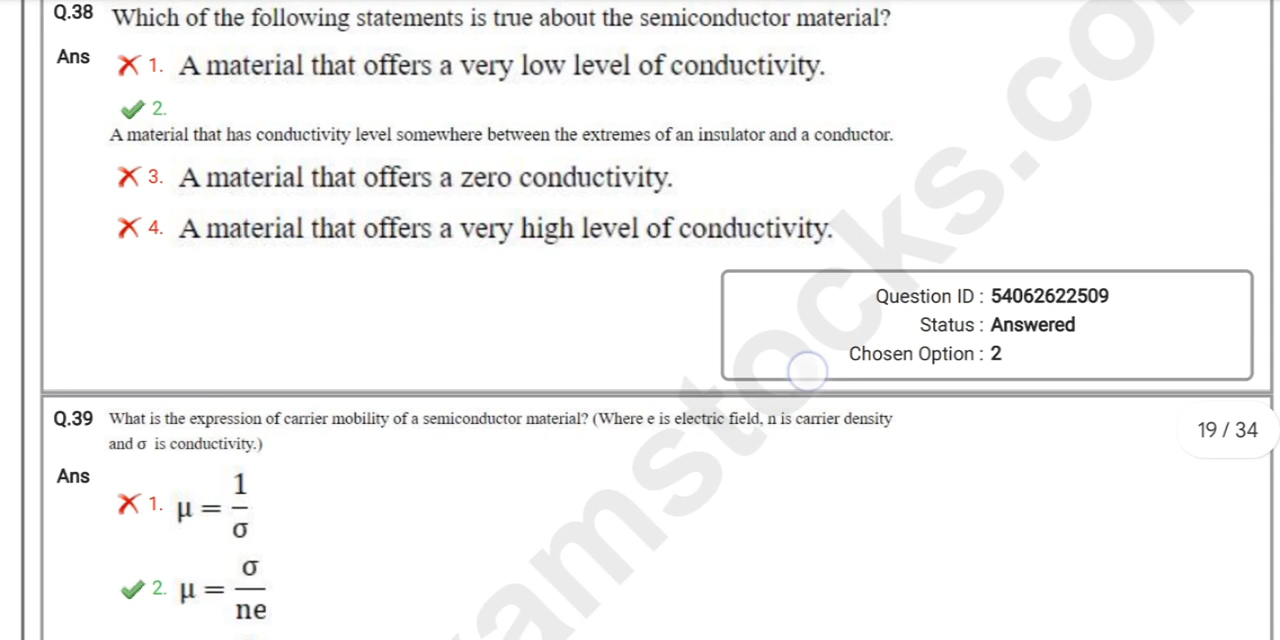 Q.38 Which of the following statements is true about the semiconductor material?
Ans
1. A material that offers a very low level of conductivity.
2.
A material that has conductivity level somewhere between the extremes of an insulator and a conductor.
3. A material that offers a zero conductivity.
4. A material that offers a very high level of conductivity.
Question ID : 54062622509
Status : Answered
Chosen Option : 2
Q.39 What is the expression of carrier mobility of a semiconductor material? (Where e is electric field, n is carrier density
and σ is conductivity.)
19 / 34
Ans
1. μ = 1/σ
2. μ = σ/ne
amstocks.co